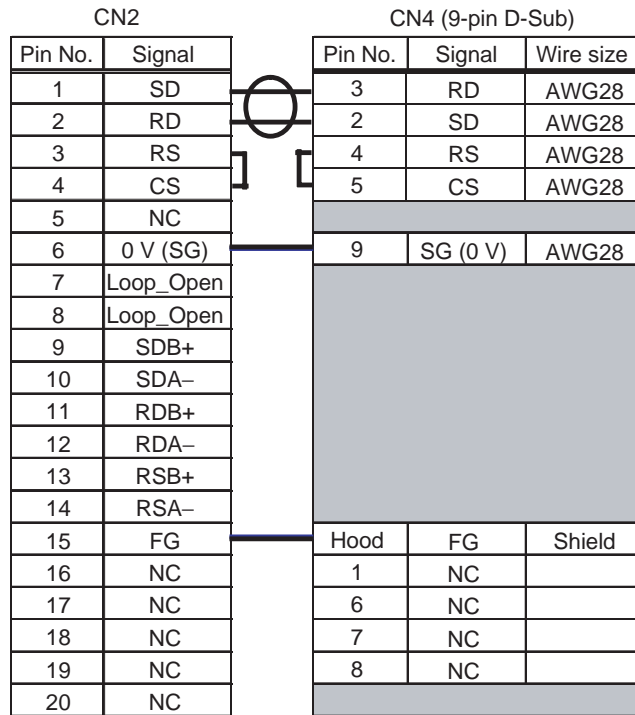 CN2 CN4 (9-pin D-Sub)
Pin No. Signal Pin No. Signal Wire size
1 SD 3 RD AWG28
2 RD 2 SD AWG28
3 RS 4 RS AWG28
4 CS 5 CS AWG28
5 NC
6 0 V (SG) 9 SG (0 V) AWG28
7 Loop_Open
8 Loop_Open
9 SDB+
10 SDA−
11 RDB+
12 RDA−
13 RSB+
14 RSA−
15 FG Hood FG Shield
16 NC 1 NC
17 NC 6 NC
18 NC 7 NC
19 NC 8 NC
20 NC